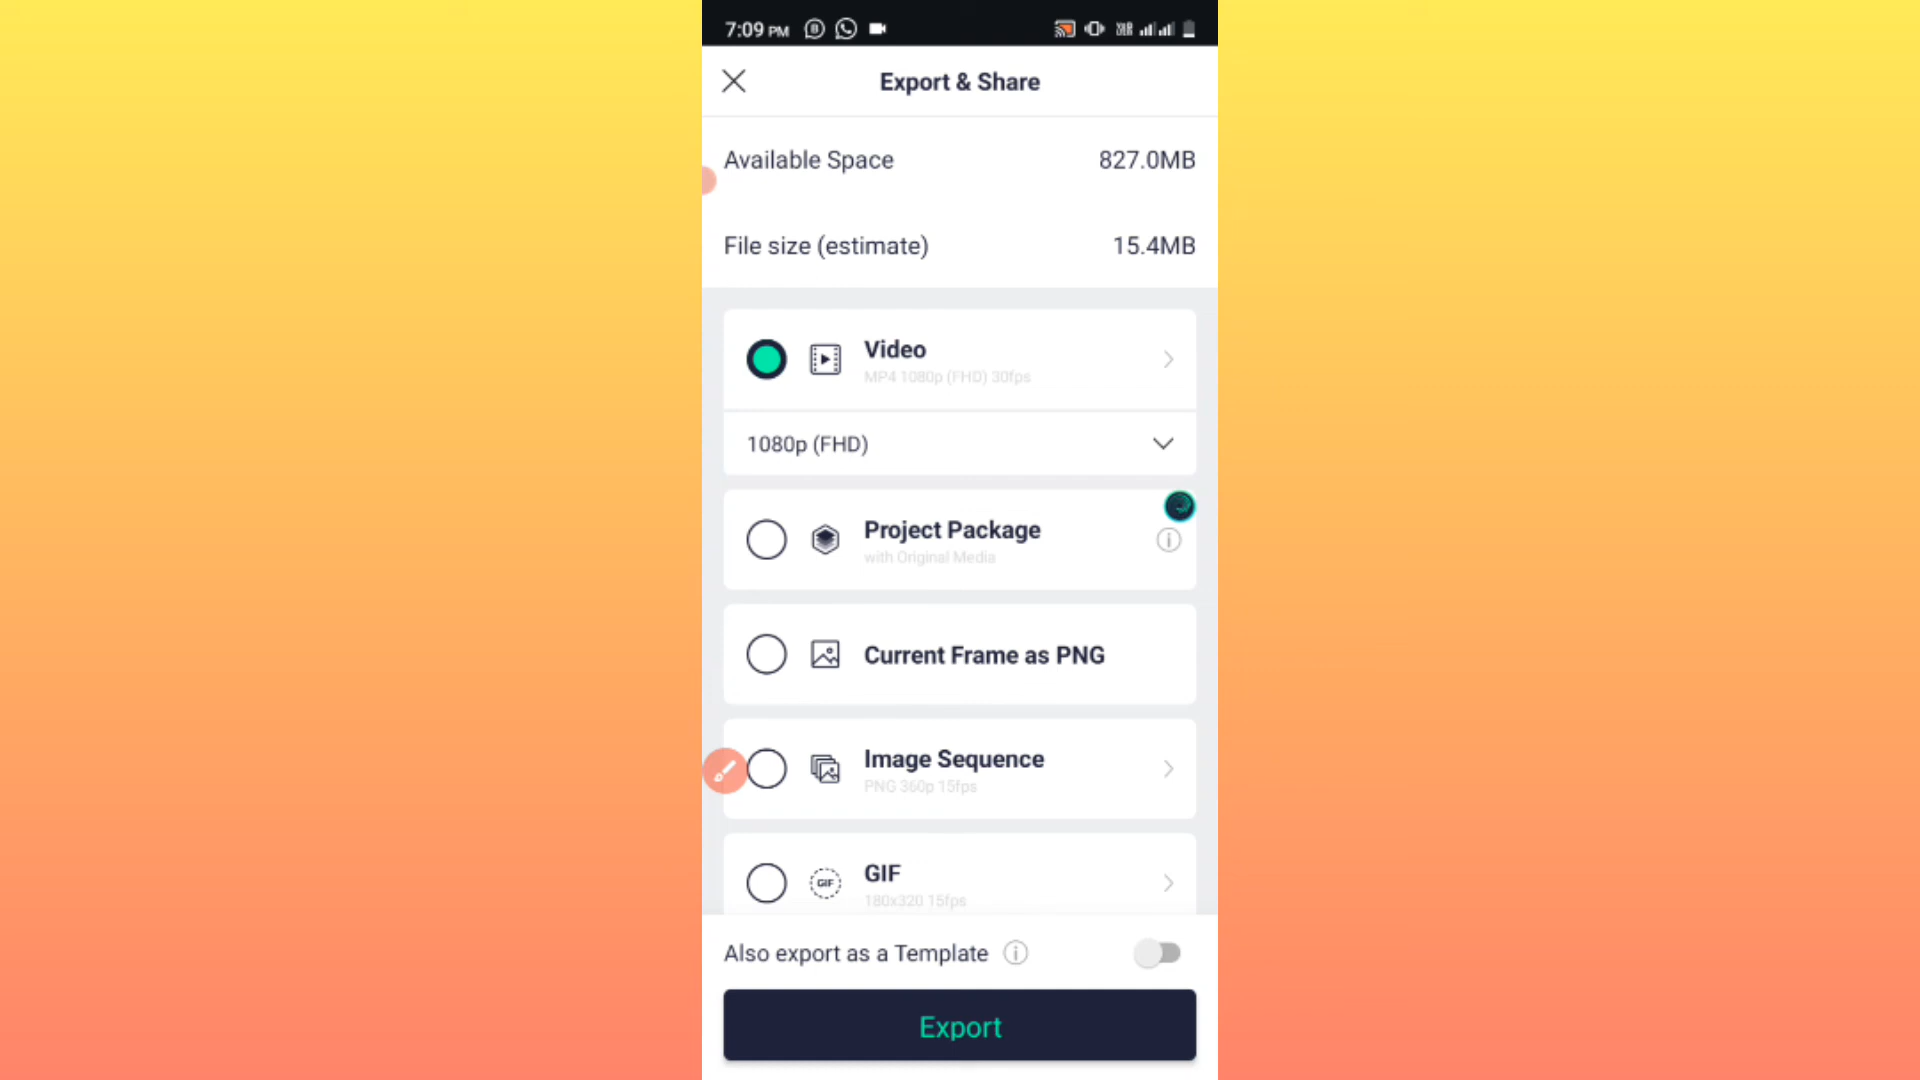 7:09 PM
Export & Share
Available Space 827.0MB
File size (estimate) 15.4MB
Video
MP4 1080p (FHD) 30fps
1080p (FHD)
Project Package
with Original Media
Current Frame as PNG
Image Sequence
PNG 360p 15fps
GIF
GIF
180x320 15fps
Also export as a Template
Export